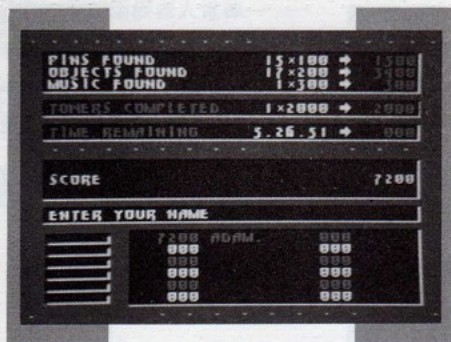 PINS FOUND 15×100 → 1500
OBJECTS FOUND 17×200 → 3400
MUSIC FOUND 1×300 → 300
TOWERS COMPLETED 1×2000 → 2000
TIME REMAINING 5.26.51 → 000
SCORE 7200
ENTER YOUR NAME
7200 ADAM. 000
000 000
000 000
000 000
000 000
000 000